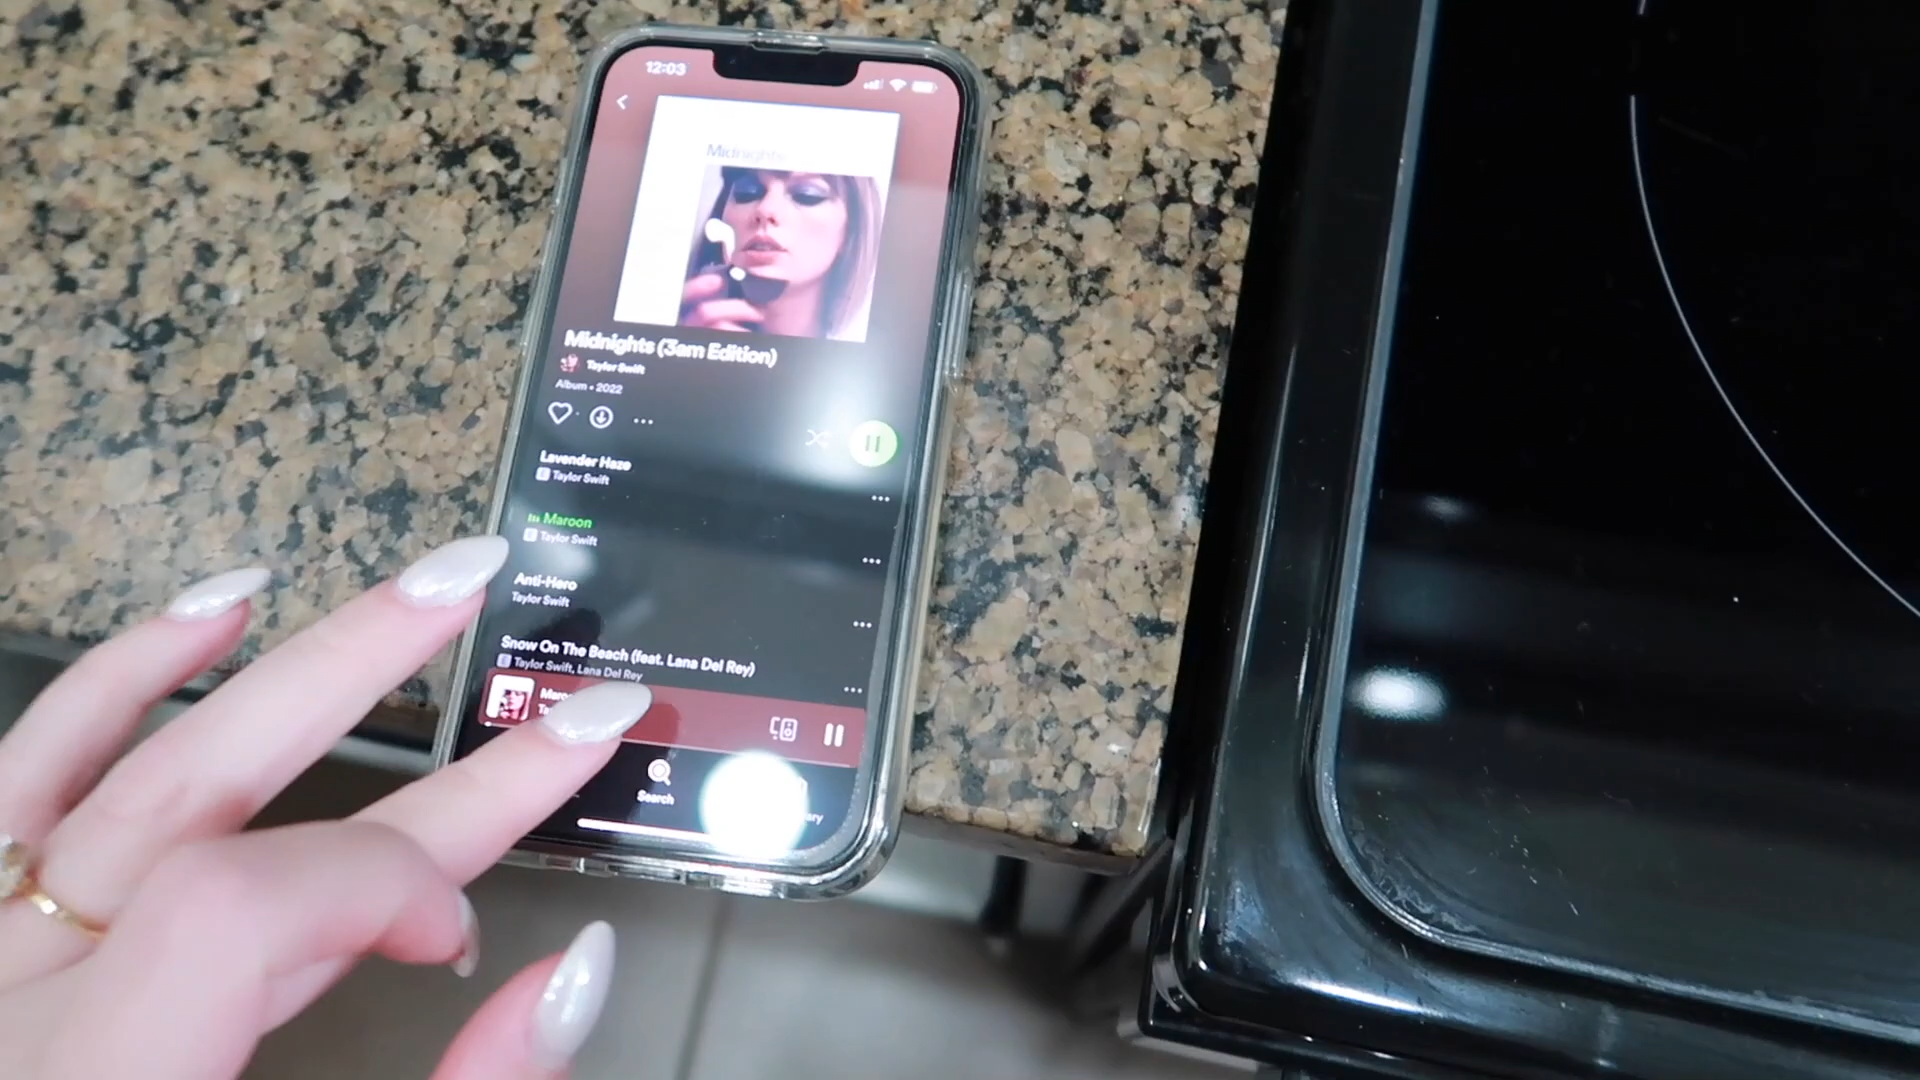 12:03
Midnights
Midnights (3am Edition)
Taylor Swift
Album • 2022
Lavender Haze
E Taylor Swift
Maroon
E Taylor Swift
Anti-Hero
Taylor Swift
Snow On The Beach (feat. Lana Del Rey)
E Taylor Swift, Lana Del Rey
Search